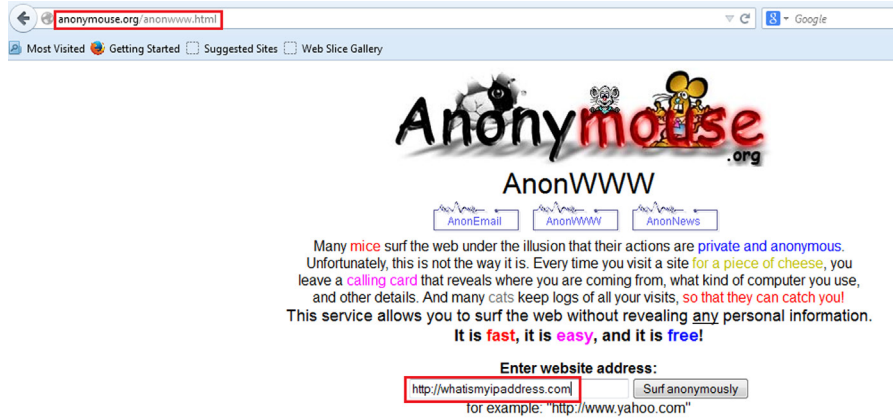 anonymouse.org/anonwww.html
Google
Most Visited Getting Started Suggested Sites Web Slice Gallery
Anonymouse
.org
AnonWWW
AnonEmail AnonWWW AnonNews
Many mice surf the web under the illusion that their actions are private and anonymous.
Unfortunately, this is not the way it is. Every time you visit a site for a piece of cheese, you
leave a calling card that reveals where you are coming from, what kind of computer you use,
and other details. And many cats keep logs of all your visits, so that they can catch you!
This service allows you to surf the web without revealing any personal information.
It is fast, it is easy, and it is free!
Enter website address:
http://whatismyipaddress.com Surf anonymously
for example: "http://www.yahoo.com"